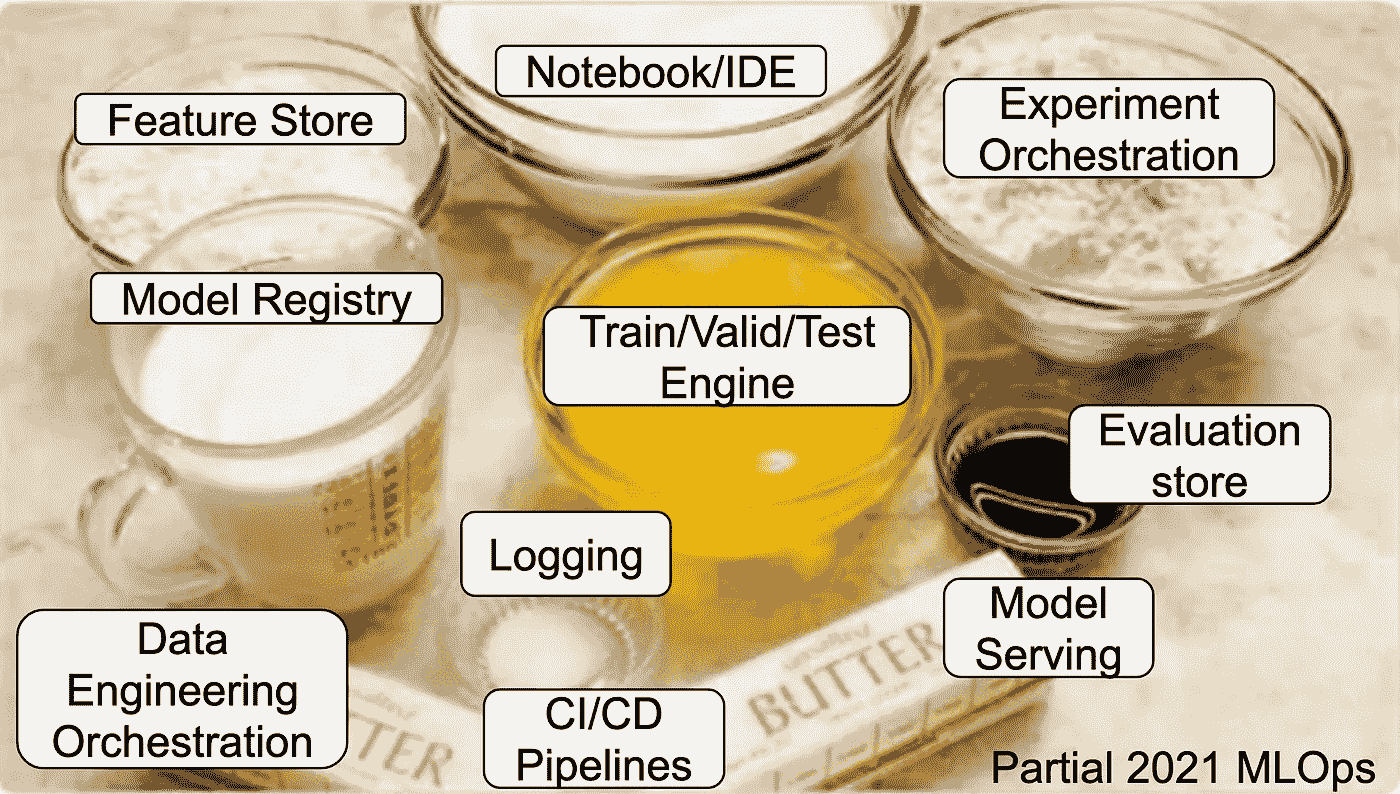 Notebook/IDE
Feature Store
Experiment
Orchestration
Model Registry
Train/Valid/Test
Engine
Evaluation
store
Logging
Model
Serving
Data
Engineering
Orchestration
CI/CD
Pipelines
BUTTER
TTER
Partial 2021 MLOps